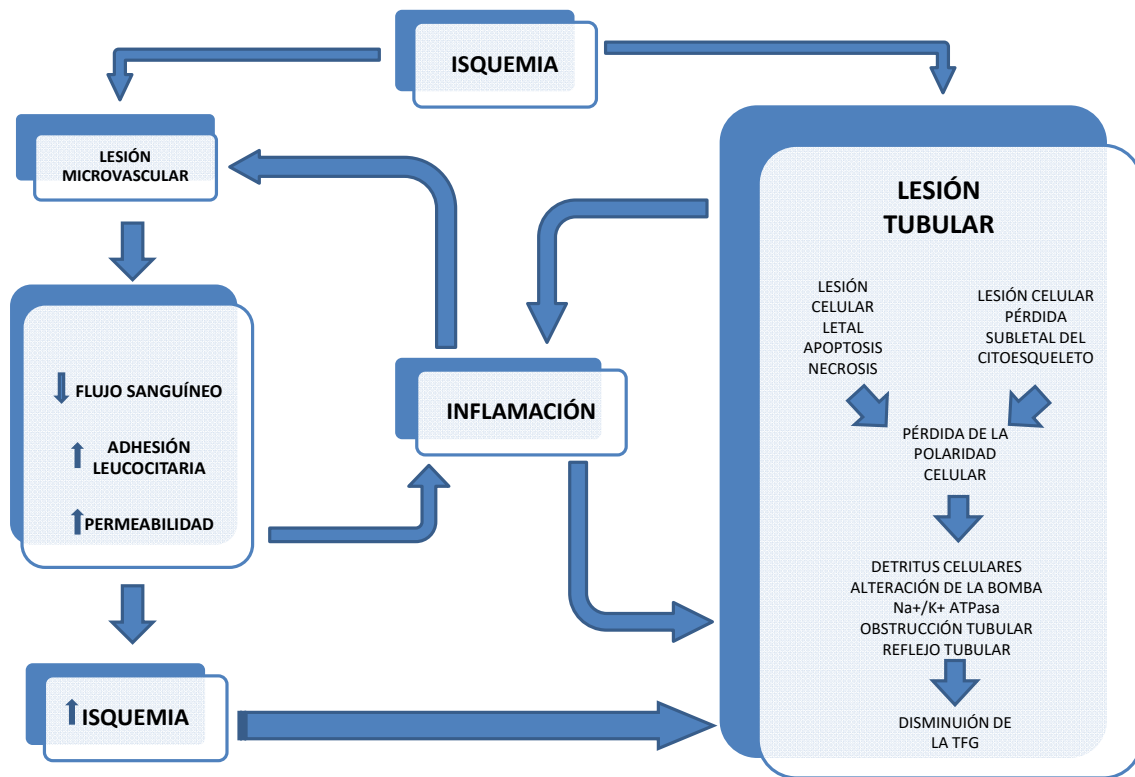 ISQUEMIA
LESIÓN
MICROVASCULAR
FLUJO SANGUÍNEO
ADHESIÓN
LEUCOCITARIA
PERMEABILIDAD
ISQUEMIA
INFLAMACIÓN
LESIÓN
TUBULAR
LESIÓN
CELULAR
LETAL
APOPTOSIS
NECROSIS
LESIÓN CELULAR
PÉRDIDA
SUBLETAL DEL
CITOESQUELETO
PÉRDIDA DE LA
POLARIDAD
CELULAR
DETRITUS CELULARES
ALTERACIÓN DE LA BOMBA
Na+/K+ ATPasa
OBSTRUCCIÓN TUBULAR
REFLEJO TUBULAR
DISMINUIÓN DE
LA TFG